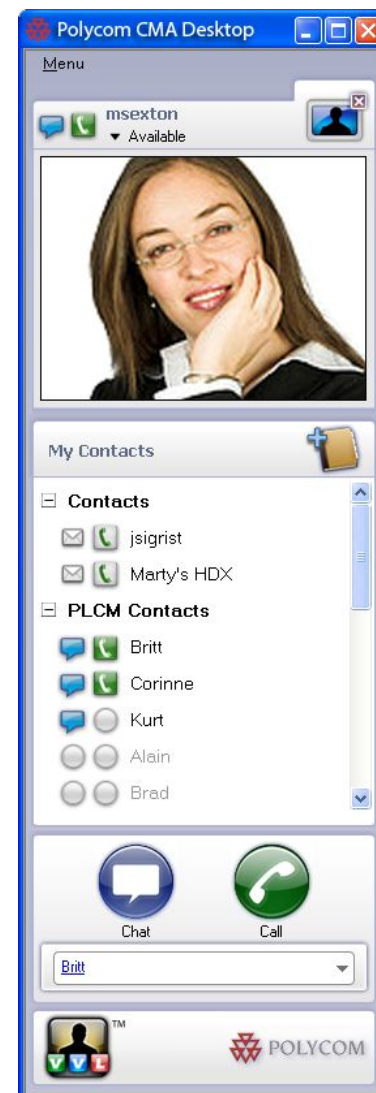 Polycom CMA Desktop
Menu
msexton
Available
My Contacts
Contacts
jsigrist
Marty's HDX
PLCM Contacts
Britt
Corinne
Kurt
Alain
Brad
Chat
Call
Britt
TM
VVL
POLYCOM